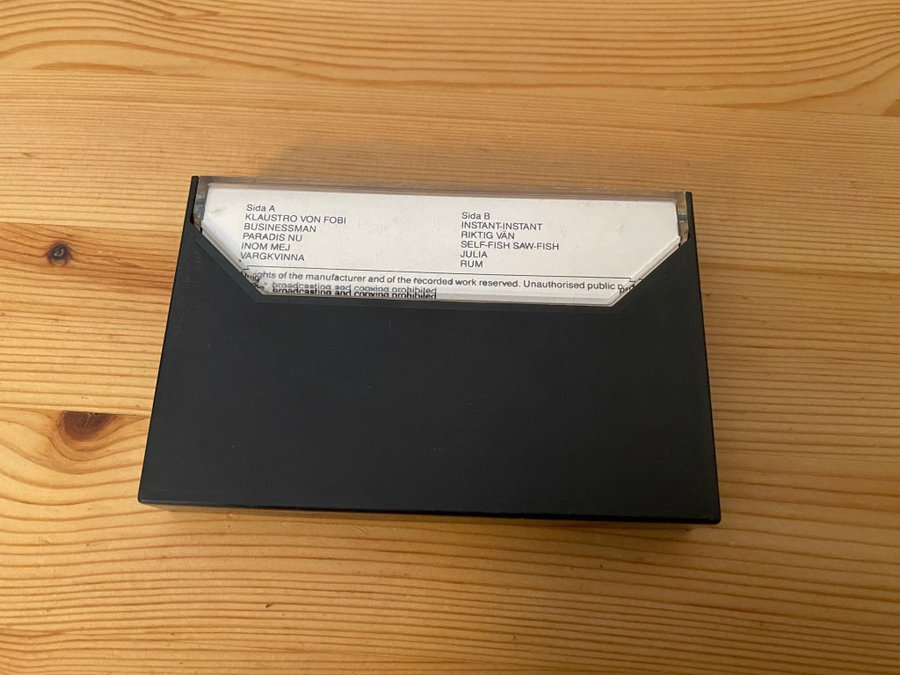 Sida A
KLAUSTRO VON FOBI
BUSINESSMAN
PARADIS NU
INOM MEJ
VARGKVINNA
Sida B
INSTANT-INSTANT
RIKTIG VÄN
SELF-FISH SAW-FISH
JULIA
RUM
rights of the manufacturer and of the recorded work reserved. Unauthorised public
broadcasting and copying prohibited